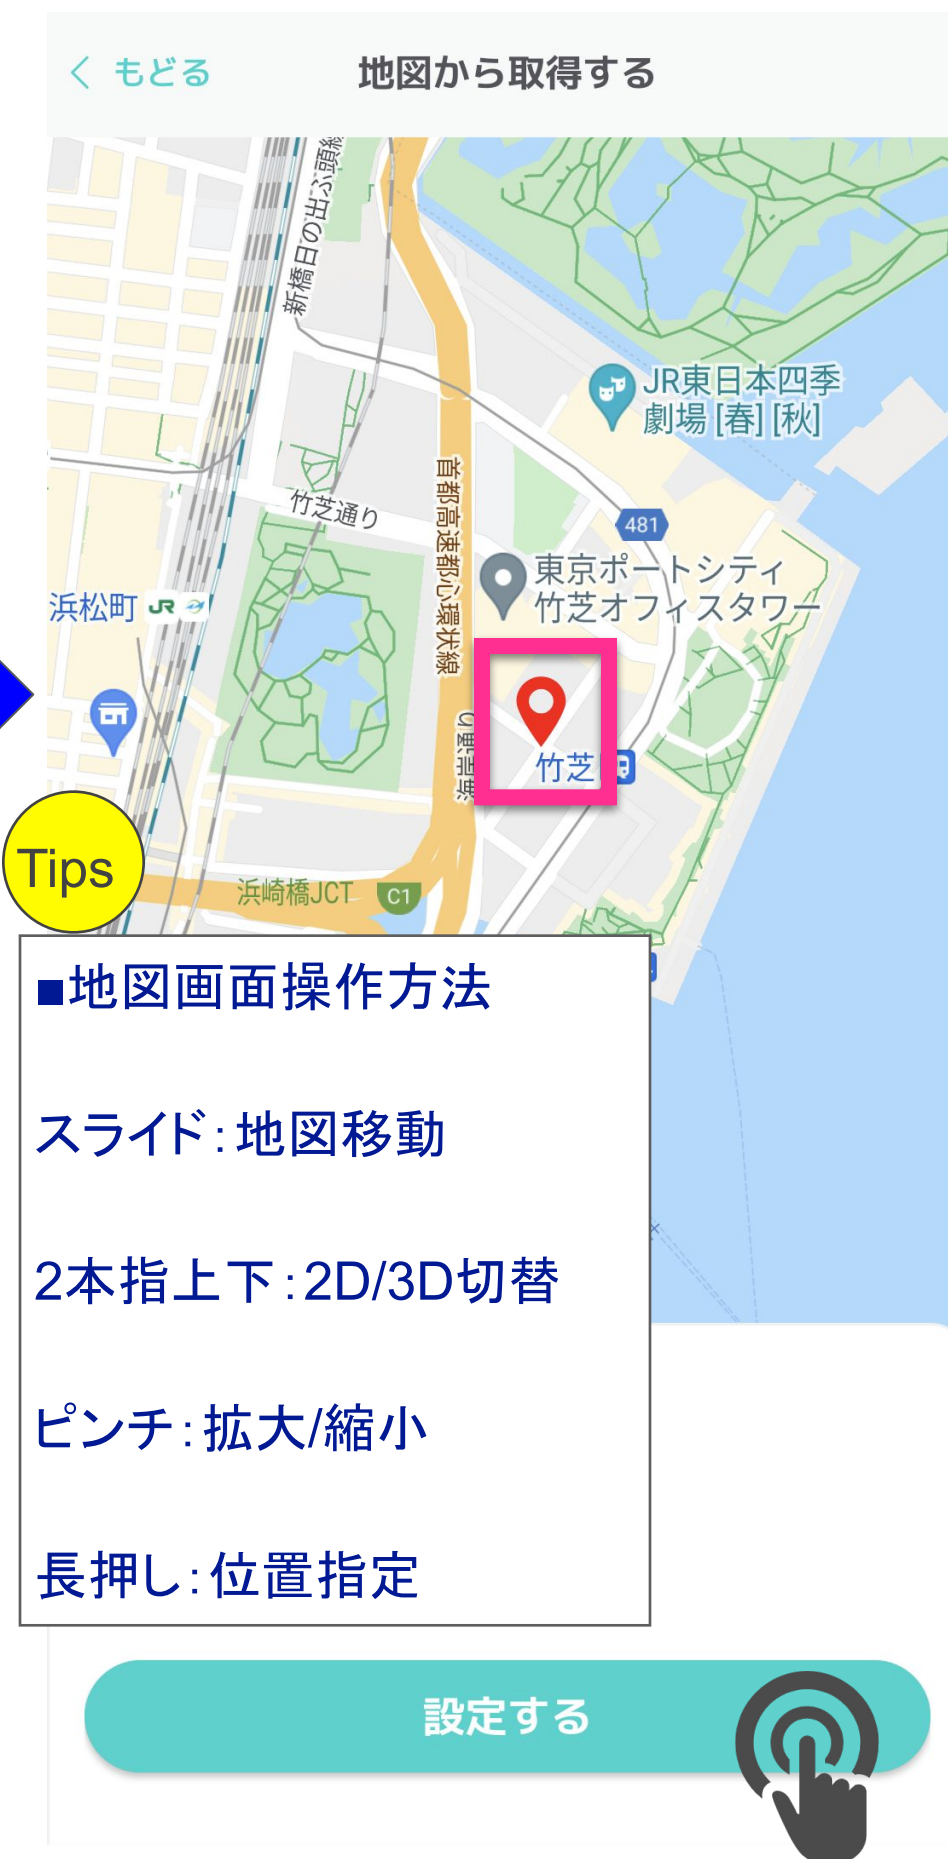 もどる
地図から取得する
新橋日の出ふ頭線
JR東日本四季
劇場 [春] [秋]
竹芝通り
首都高速都心環状線
481
東京ポートシティ
竹芝オフィスタワー
浜松町 JR
海岸通り
竹芝
Tips
浜崎橋JCT C1
■地図画面操作方法
スライド：地図移動
2本指上下：2D/3D切替
ピンチ：拡大/縮小
長押し：位置指定
設定する